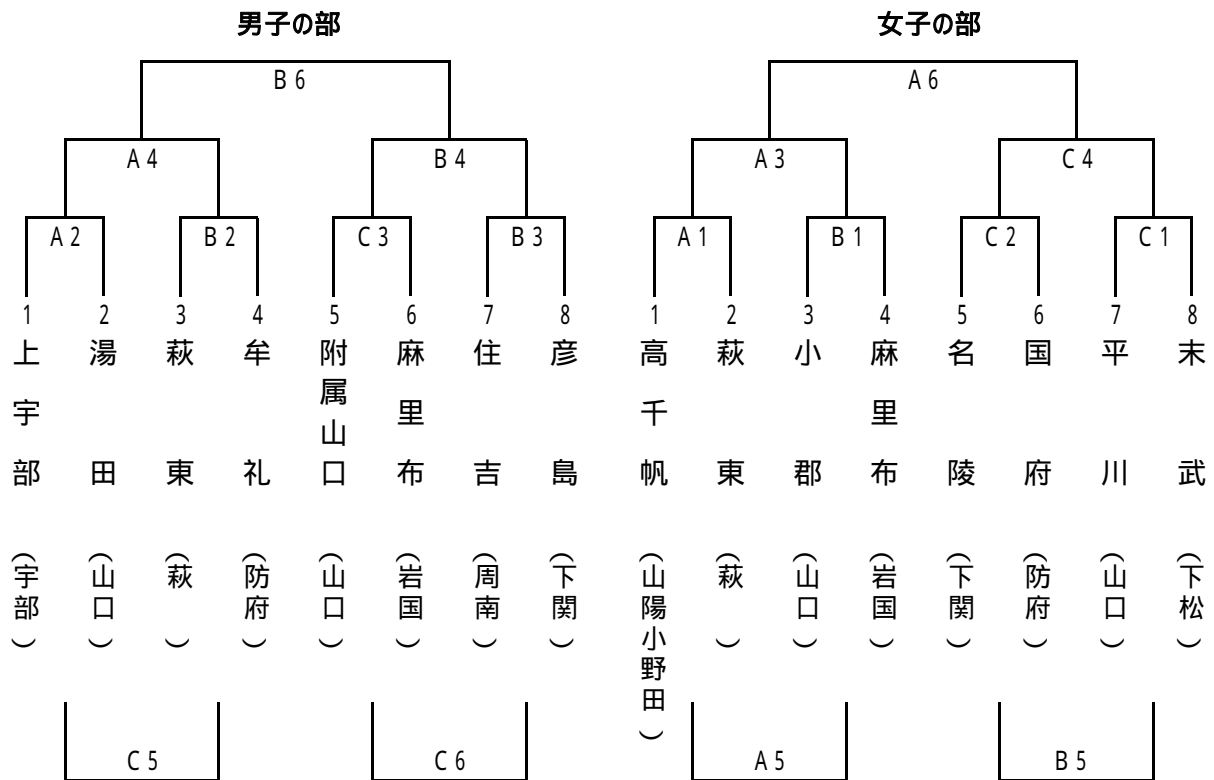 男子の部
B6
A4
B4
A2
B2
C3
B3
1
2
3
4
5
6
7
8
上宇部
湯田
萩東
牟礼
附属山口
麻里布
住吉
彦島
(宇部)
(山口)
(萩)
(防府)
(山口)
(岩国)
(周南)
(下関)
C5
C6
女子の部
A6
A3
C4
A1
B1
C2
C1
1
2
3
4
5
6
7
8
高千帆
萩東
小郡
麻里布
名陵
国府
平川
末武
(山陽小野田)
(萩)
(山口)
(岩国)
(下関)
(防府)
(山口)
(下松)
A5
B5